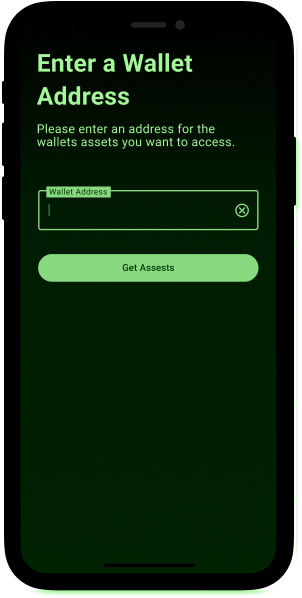 Enter a Wallet
Address
Please enter an address for the
wallets assets you want to access.
Wallet Address
Get Assests